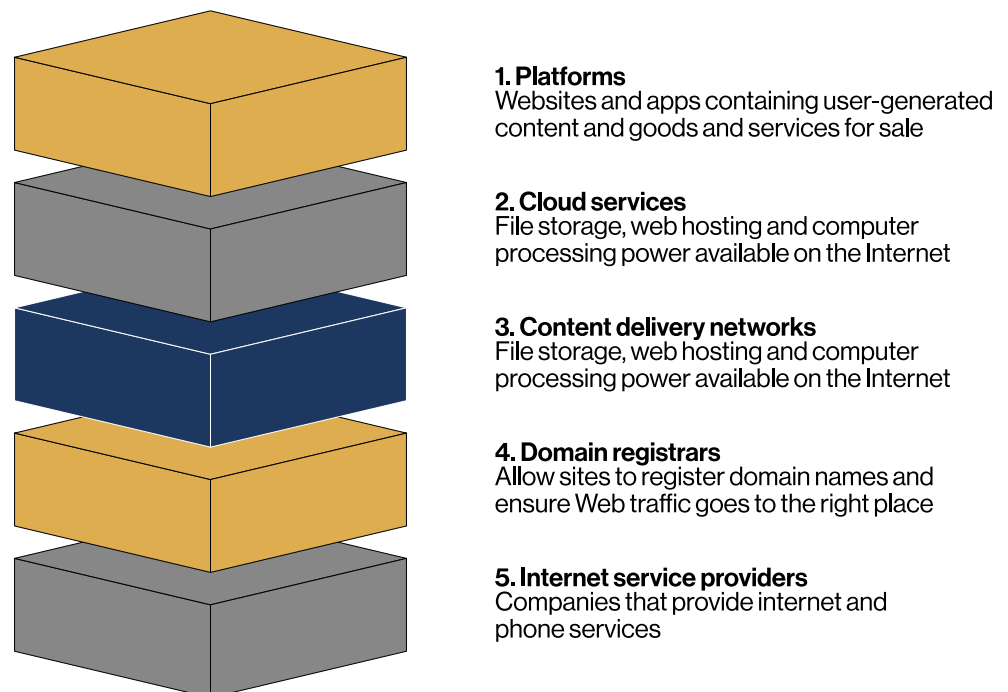 1. Platforms
Websites and apps containing user-generated
content and goods and services for sale
2. Cloud services
File storage, web hosting and computer
processing power available on the Internet
3. Content delivery networks
File storage, web hosting and computer
processing power available on the Internet
4. Domain registrars
Allow sites to register domain names and
ensure Web traffic goes to the right place
5. Internet service providers
Companies that provide internet and
phone services